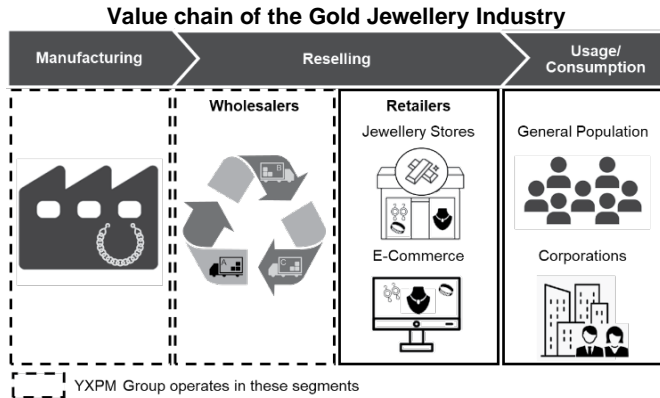 Value chain of the Gold Jewellery Industry
Manufacturing
Reselling
Usage/
Consumption
Wholesalers
B
A
C
Retailers
Jewellery Stores
E-Commerce
General Population
Corporations
YXPM Group operates in these segments